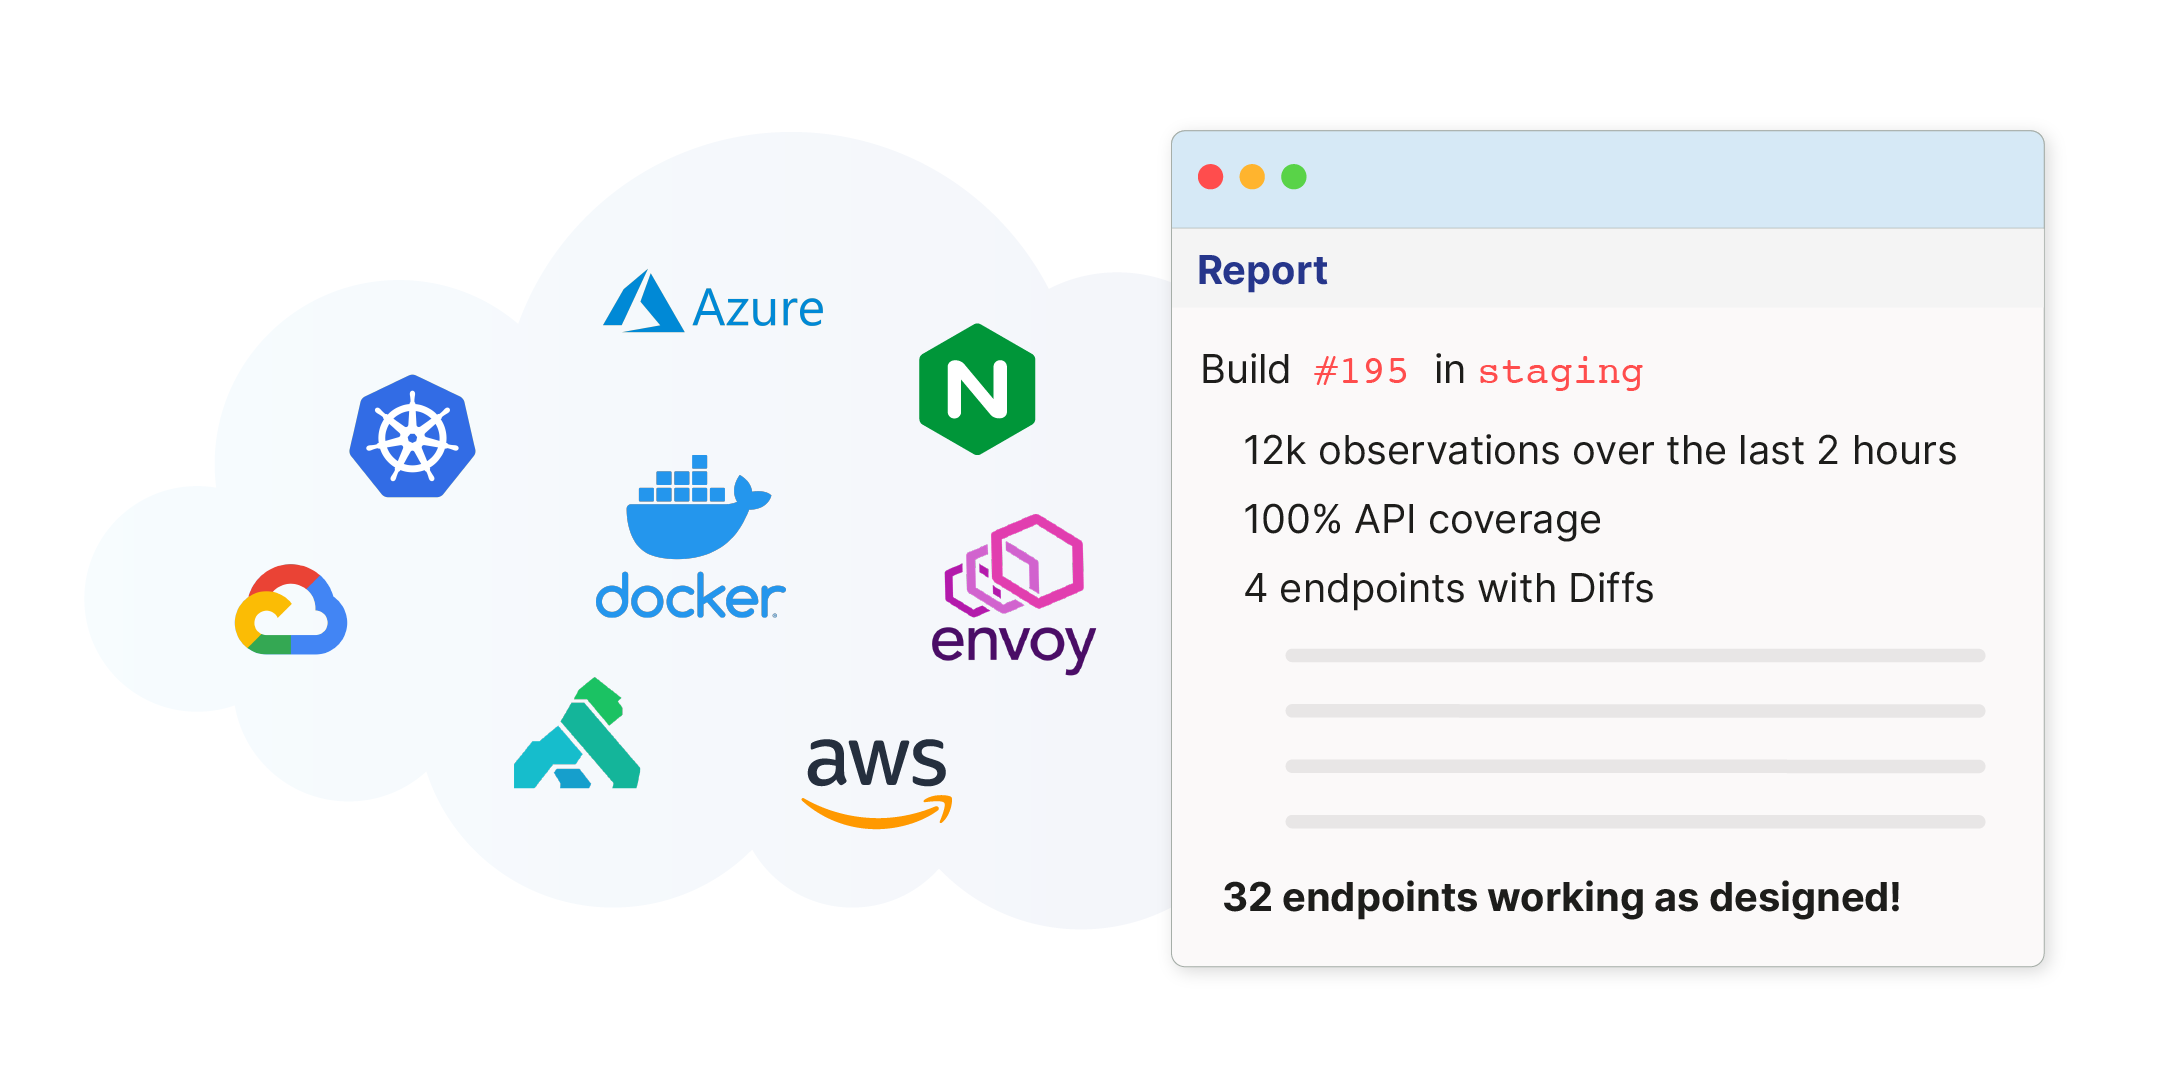 Azure
N
docker
envoy
aws
Report
Build #195 in staging
12k observations over the last 2 hours
100% API coverage
4 endpoints with Diffs
32 endpoints working as designed!